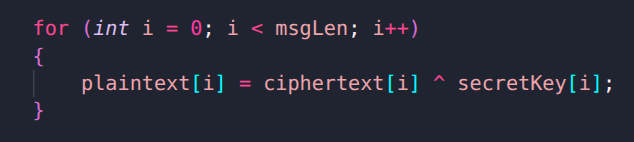 for (int i = 0; i < msgLen; i++)
{
    plaintext[i] = ciphertext[i] ^ secretKey[i];
}